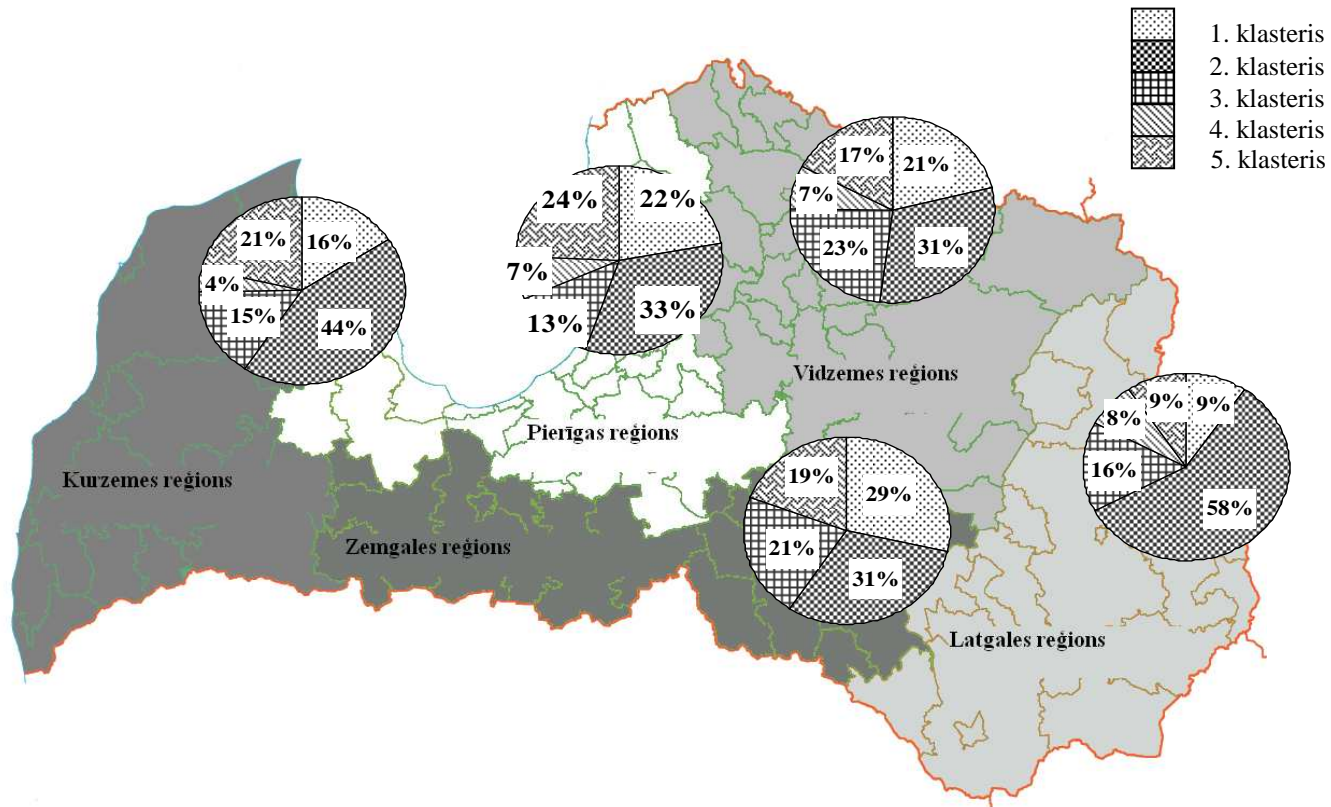 1. klasteris
2. klasteris
3. klasteris
4. klasteris
5. klasteris
17% 21%
7%
23% 31%
24% 22%
7%
13% 33%
21% 16%
4%
15% 44%
Vidzemes reģions
9% 9%
8%
16%
58%
Pierīgas reģions
Kurzemes reģions
19% 29%
21% 31%
Zemgales reģions
Latgales reģions